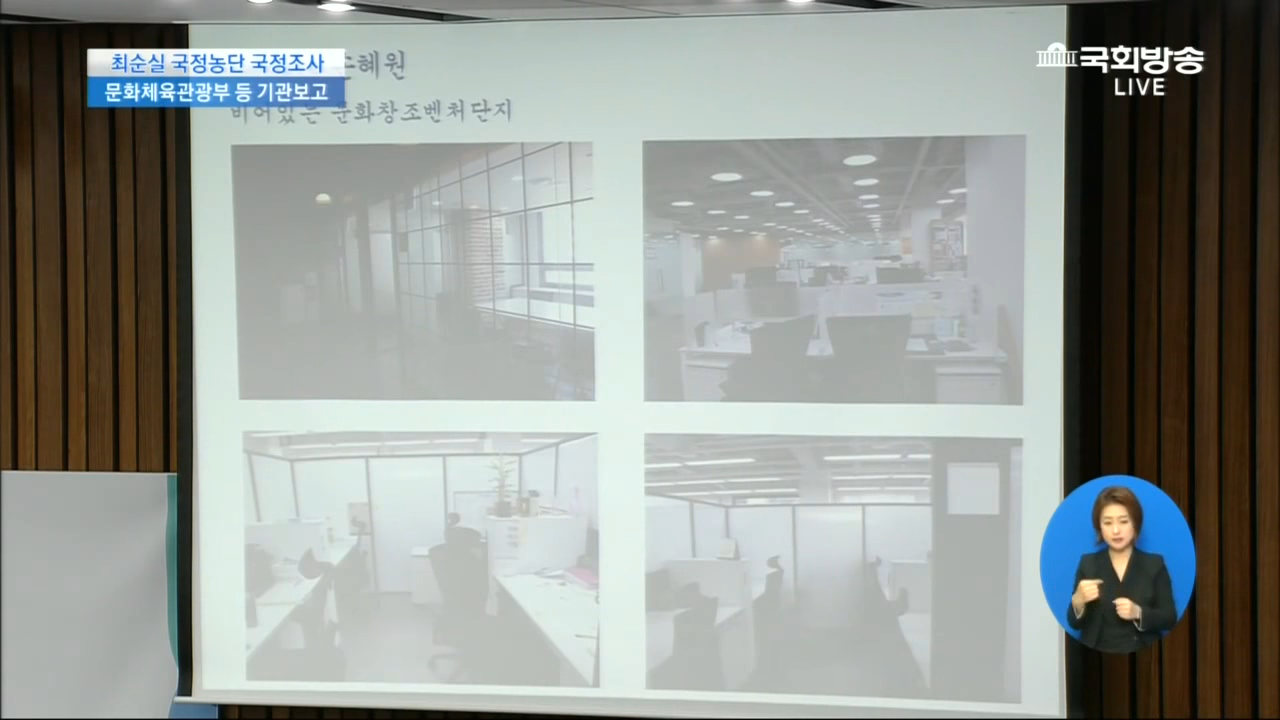 최순실 국정농단 국정조사
문화체육관광부 등 기관보고
혜원
비어있는 문화창조벤처단지
국회방송
LIVE